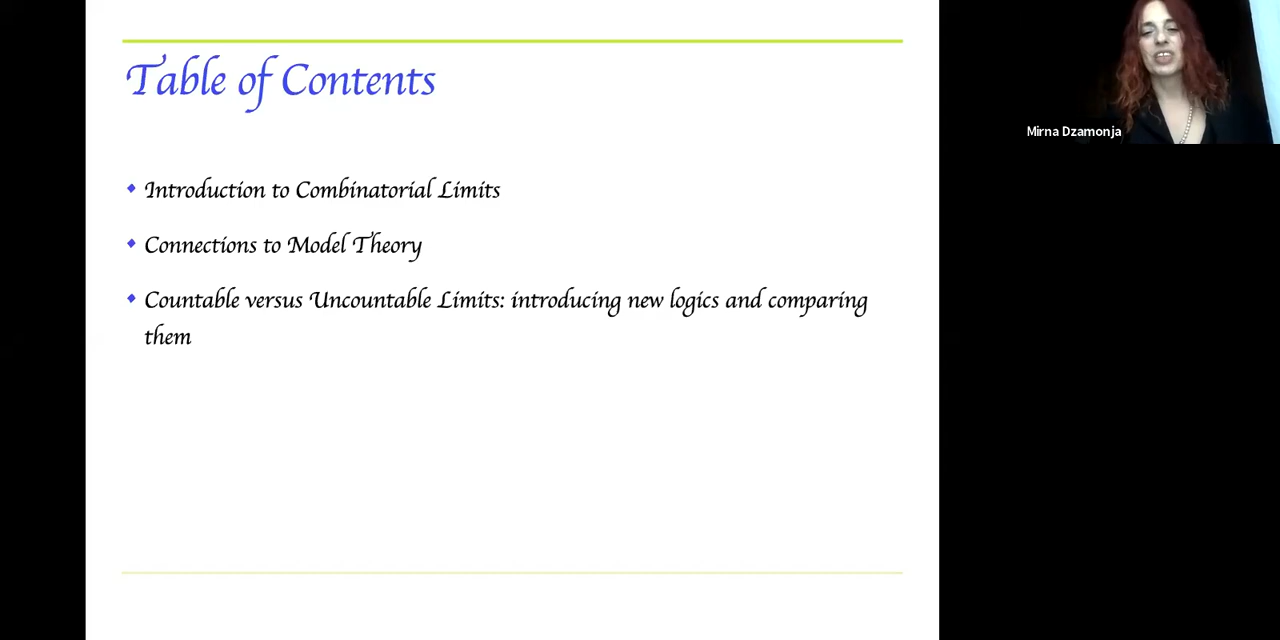 Table of Contents
Introduction to Combinatorial Limits
Connections to Model Theory
Countable versus Uncountable Limits: introducing new logics and comparing
them
Mirna Dzamonja